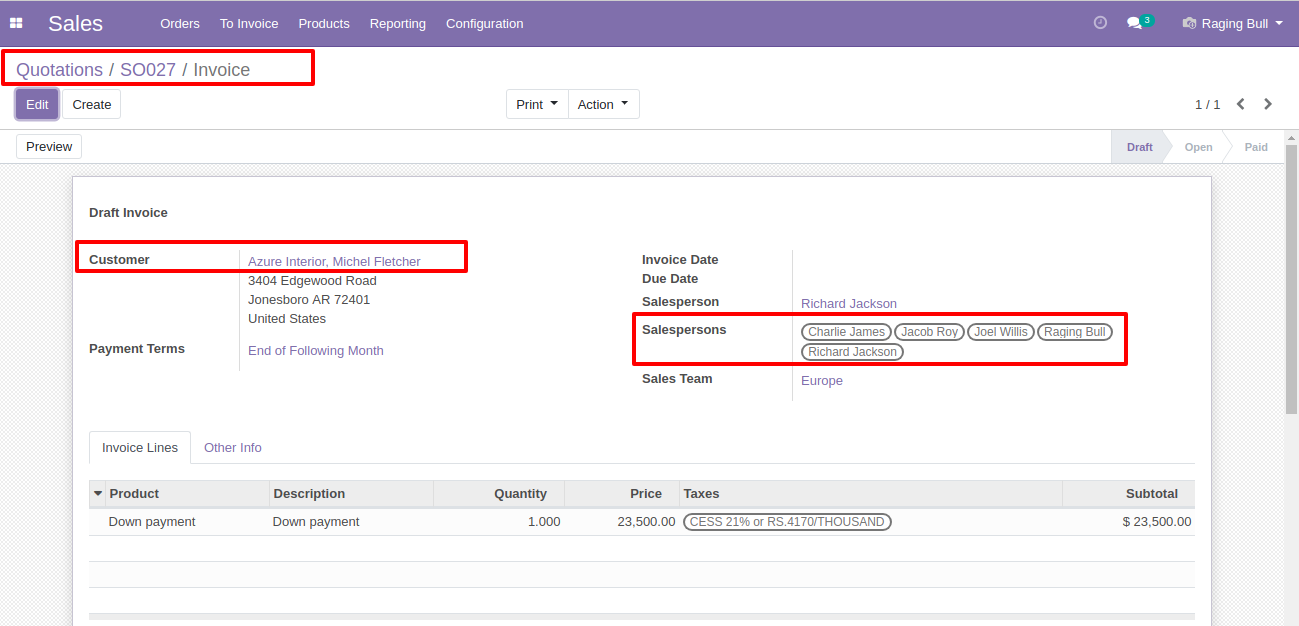 Sales Orders To Invoice Products Reporting Configuration 3 Raging Bull
Quotations / SO027 / Invoice
Edit Create Print Action 1 / 1
Preview Draft Open Paid
Draft Invoice
Customer Azure Interior, Michel Fletcher
3404 Edgewood Road
Jonesboro AR 72401
United States
Payment Terms End of Following Month
Invoice Date
Due Date
Salesperson Richard Jackson
Salespersons Charlie James Jacob Roy Joel Willis Raging Bull
Richard Jackson
Sales Team Europe
Invoice Lines Other Info
Product Description Quantity Price Taxes Subtotal
Down payment Down payment 1.000 23,500.00 CESS 21% or RS.4170/THOUSAND $ 23,500.00